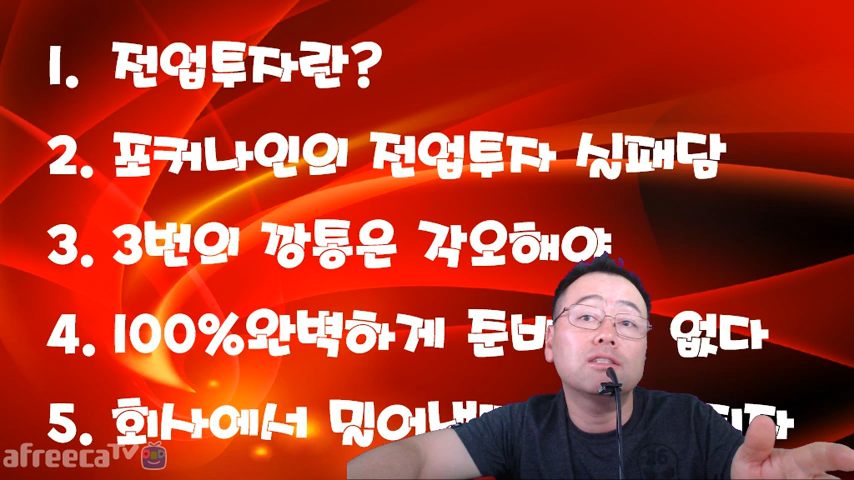 1. 전업투자란?
2. 포커나인의 전업투자 실패담
3. 3번의 깡통은 각오해야
4. 100%완벽하게 없다
5. 회사에서
afreecaTV